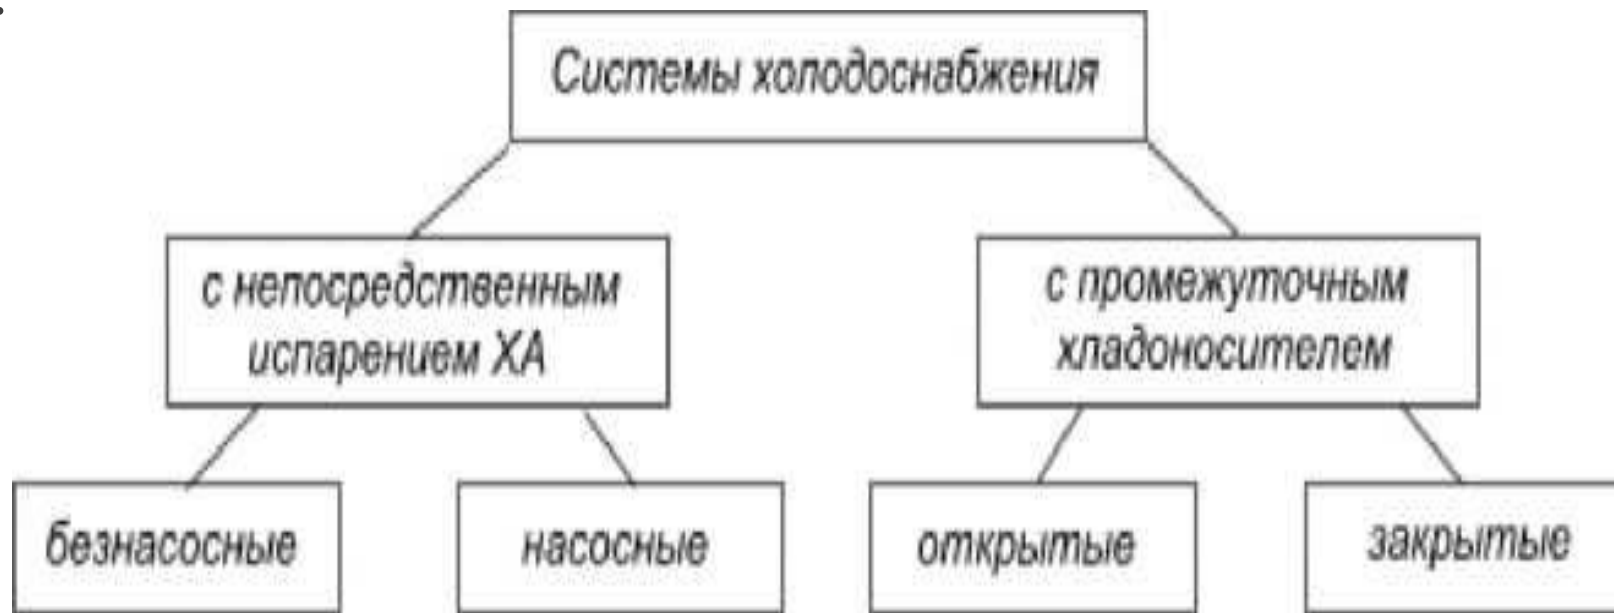 Системы холодоснабжения
с непосредственным
испарением ХА
с промежуточным
хладоносителем
безнасосные
насосные
открытые
закрытые